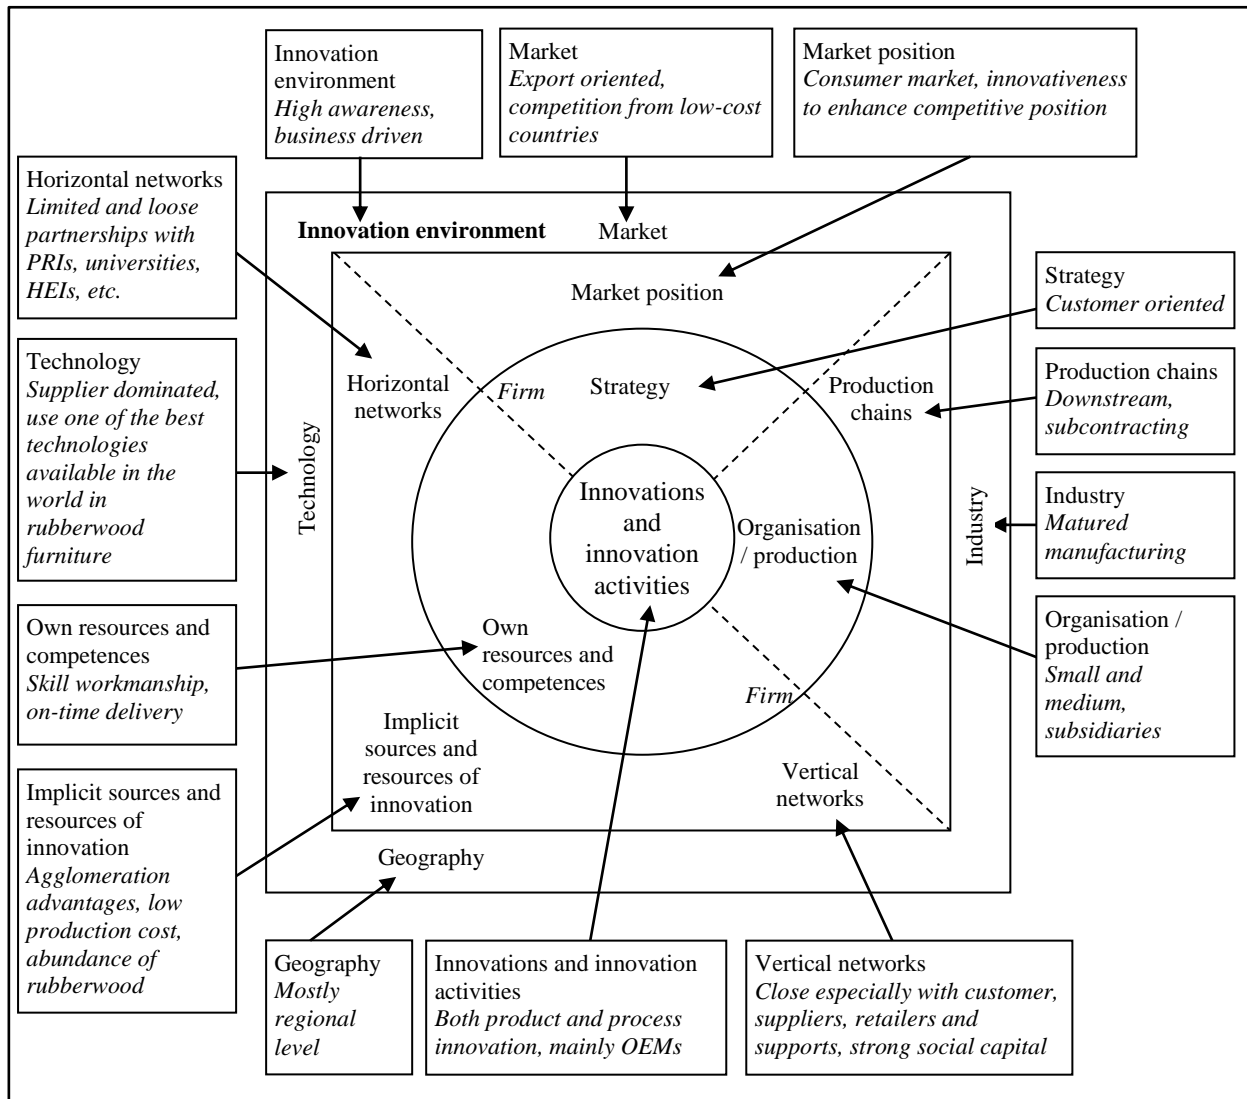 Innovation
environment
High awareness,
business driven
Market
Export oriented,
competition from low-cost
countries
Market position
Consumer market, innovativeness
to enhance competitive position
Horizontal networks
Limited and loose
partnerships with
PRIs, universities,
HEIs, etc.
Technology
Supplier dominated,
use one of the best
technologies
available in the
world in
rubberwood
furniture
Own resources and
competences
Skill workmanship,
on-time delivery
Implicit sources and
resources of
innovation
Agglomeration
advantages, low
production cost,
abundance of
rubberwood
Innovation environment
Market
Market position
Horizontal
networks
Firm
Strategy
Production
chains
Technology
Innovations
and
innovation
activities
Organisation
/ production
Industry
Own
resources and
competences
Firm
Implicit
sources and
resources of
innovation
Vertical
networks
Geography
Strategy
Customer oriented
Production chains
Downstream,
subcontracting
Industry
Matured
manufacturing
Organisation /
production
Small and
medium,
subsidiaries
Geography
Mostly
regional
level
Innovations and innovation
activities
Both product and process
innovation, mainly OEMs
Vertical networks
Close especially with customer,
suppliers, retailers and
supports, strong social capital